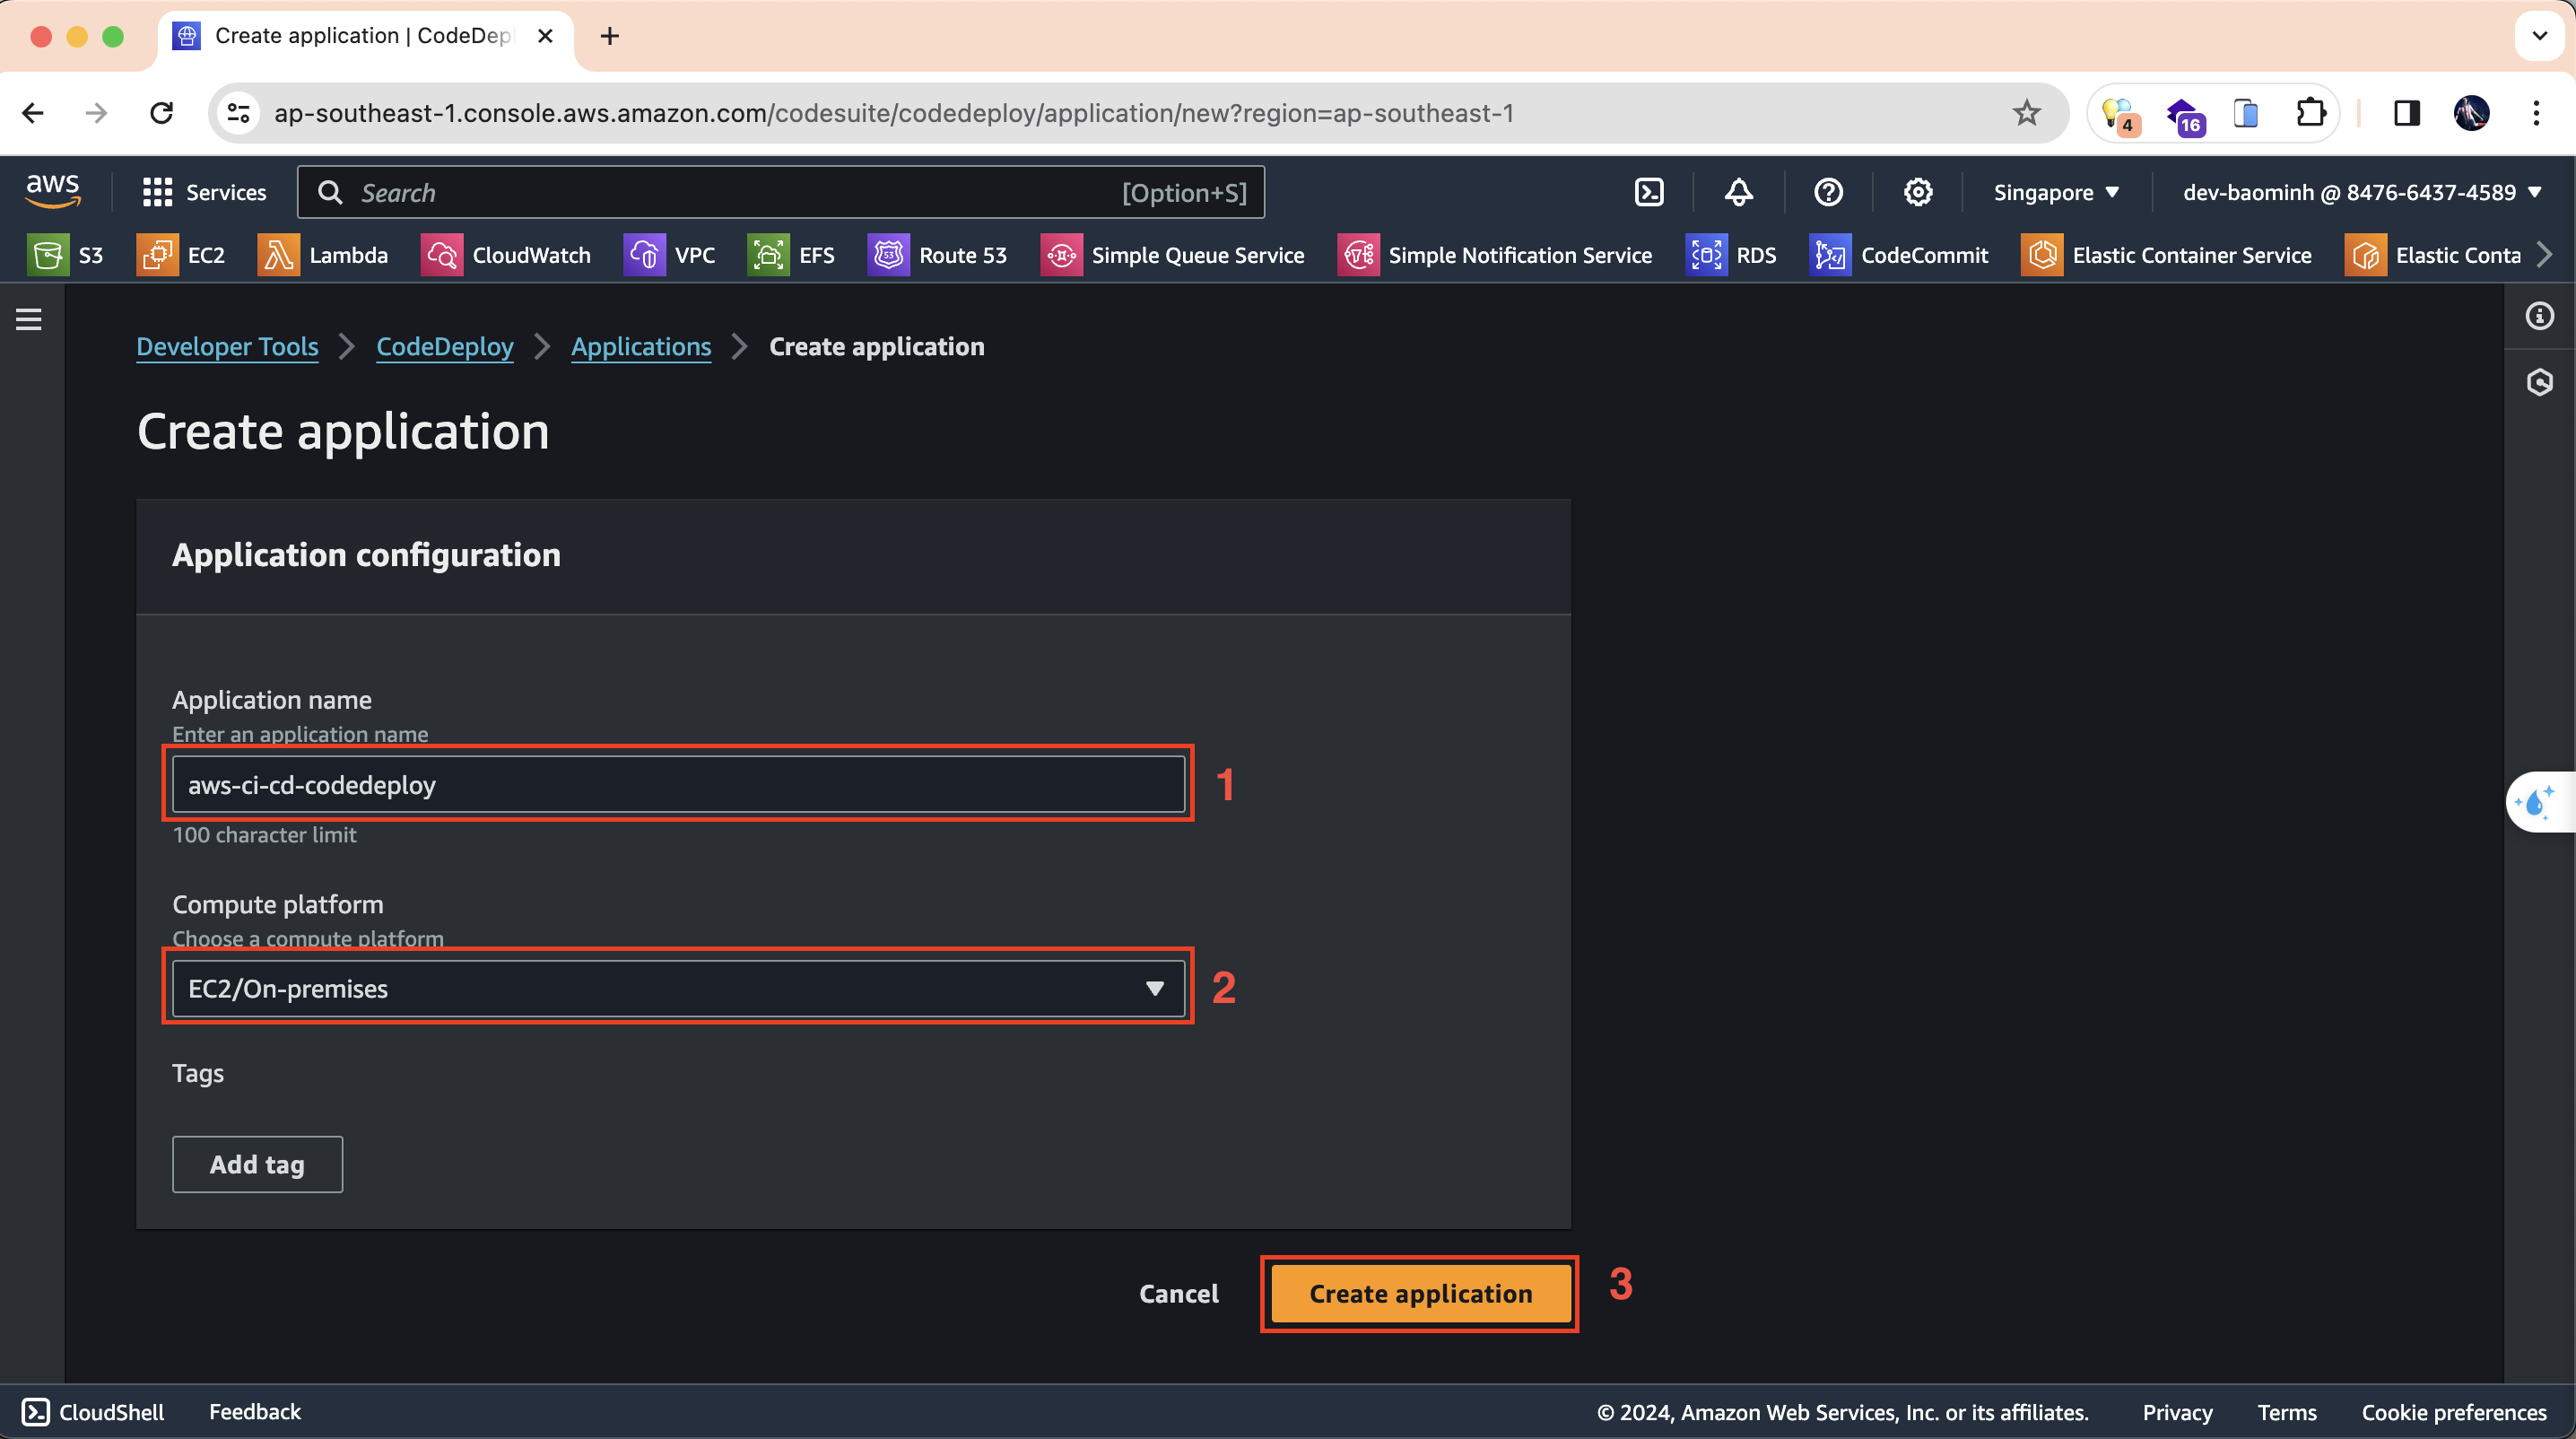 Create application | CodeDep
ap-southeast-1.console.aws.amazon.com/codesuite/codedeploy/application/new?region=ap-southeast-1
4
16
aws
Services
Search
[Option+S]
Singapore
dev-baominh @ 8476-6437-4589
S3
EC2
Lambda
CloudWatch
VPC
EFS
53
Route 53
Simple Queue Service
Simple Notification Service
RDS
CodeCommit
Elastic Container Service
Elastic Conta
Developer Tools
CodeDeploy
Applications
Create application
Create application
Application configuration
Application name
Enter an application name
aws-ci-cd-codedeploy
1
100 character limit
Compute platform
Choose a compute platform
EC2/On-premises
2
Tags
Add tag
Cancel
Create application
3
CloudShell
Feedback
© 2024, Amazon Web Services, Inc. or its affiliates.
Privacy
Terms
Cookie preferences